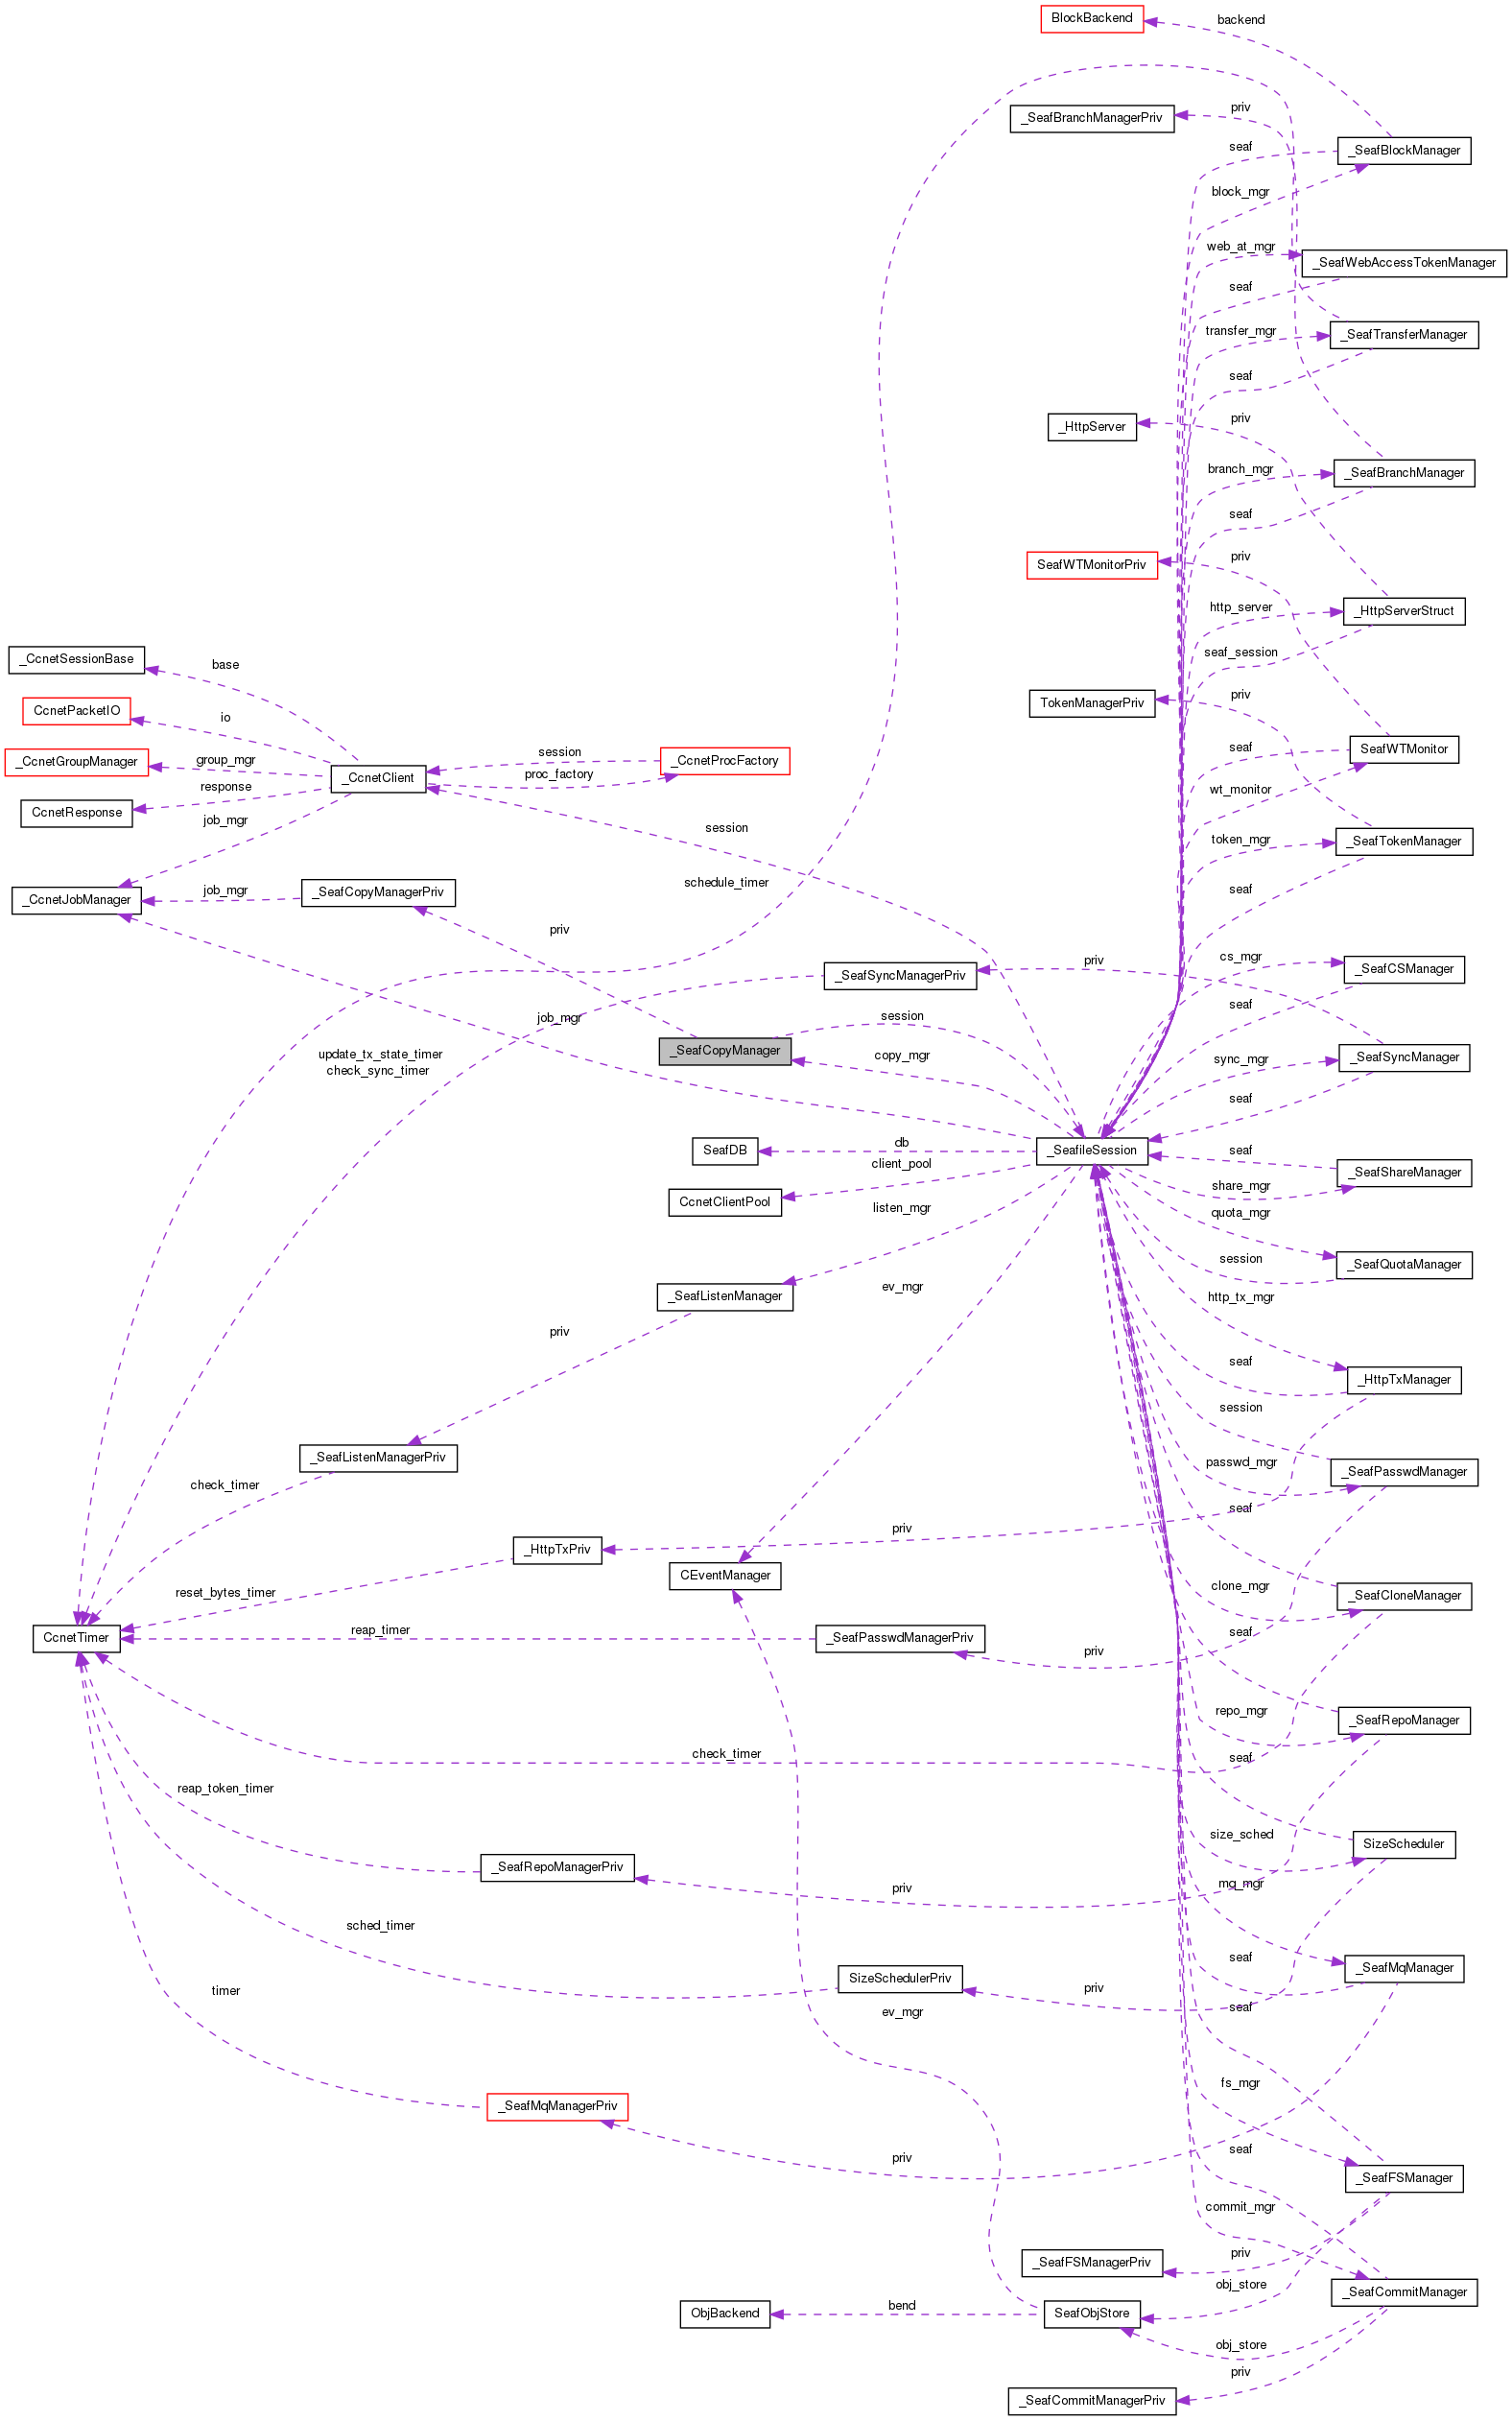 BlockBackend
backend
_SeafBranchManagerPriv
priv
seaf
_SeafBlockManager
block_mgr
web_at_mgr
_SeafWebAccessTokenManager
seaf
transfer_mgr
_SeafTransferManager
seaf
_HttpServer
priv
branch_mgr
_SeafBranchManager
seaf
SeafWTMonitorPriv
priv
http_server
_HttpServerStruct
seaf_session
_CcnetSessionBase
base
TokenManagerPriv
priv
CcnetPacketIO
io
seaf
SeafWTMonitor
_CcnetGroupManager
group_mgr
_CcnetClient
session
proc_factory
_CcnetProcFactory
wt_monitor
CcnetResponse
response
job_mgr
session
token_mgr
_SeafTokenManager
_CcnetJobManager
job_mgr
_SeafCopyManagerPriv
schedule_timer
seaf
priv
_SeafSyncManagerPriv
priv
cs_mgr
_SeafCSManager
seaf
job_mgr
session
update_tx_state_timer
check_sync_timer
_SeafCopyManager
copy_mgr
sync_mgr
_SeafSyncManager
seaf
SeafDB
db
_SeafileSession
seaf
_SeafShareManager
client_pool
CcnetClientPool
share_mgr
listen_mgr
quota_mgr
session
_SeafQuotaManager
ev_mgr
_SeafListenManager
http_tx_mgr
priv
seaf
_HttpTxManager
session
_SeafListenManagerPriv
check_timer
passwd_mgr
_SeafPasswdManager
seaf
priv
_HttpTxPriv
CEventManager
reset_bytes_timer
clone_mgr
_SeafCloneManager
CcnetTimer
reap_timer
_SeafPasswdManagerPriv
seaf
priv
repo_mgr
_SeafRepoManager
check_timer
seaf
reap_token_timer
size_sched
SizeScheduler
_SeafRepoManagerPriv
priv
mq_mgr
sched_timer
seaf
_SeafMqManager
timer
SizeSchedulerPriv
priv
ev_mgr
seaf
fs_mgr
_SeafMqManagerPriv
priv
seaf
_SeafFSManager
commit_mgr
_SeafFSManagerPriv
priv
obj_store
_SeafCommitManager
ObjBackend
bend
SeafObjStore
obj_store
priv
_SeafCommitManagerPriv